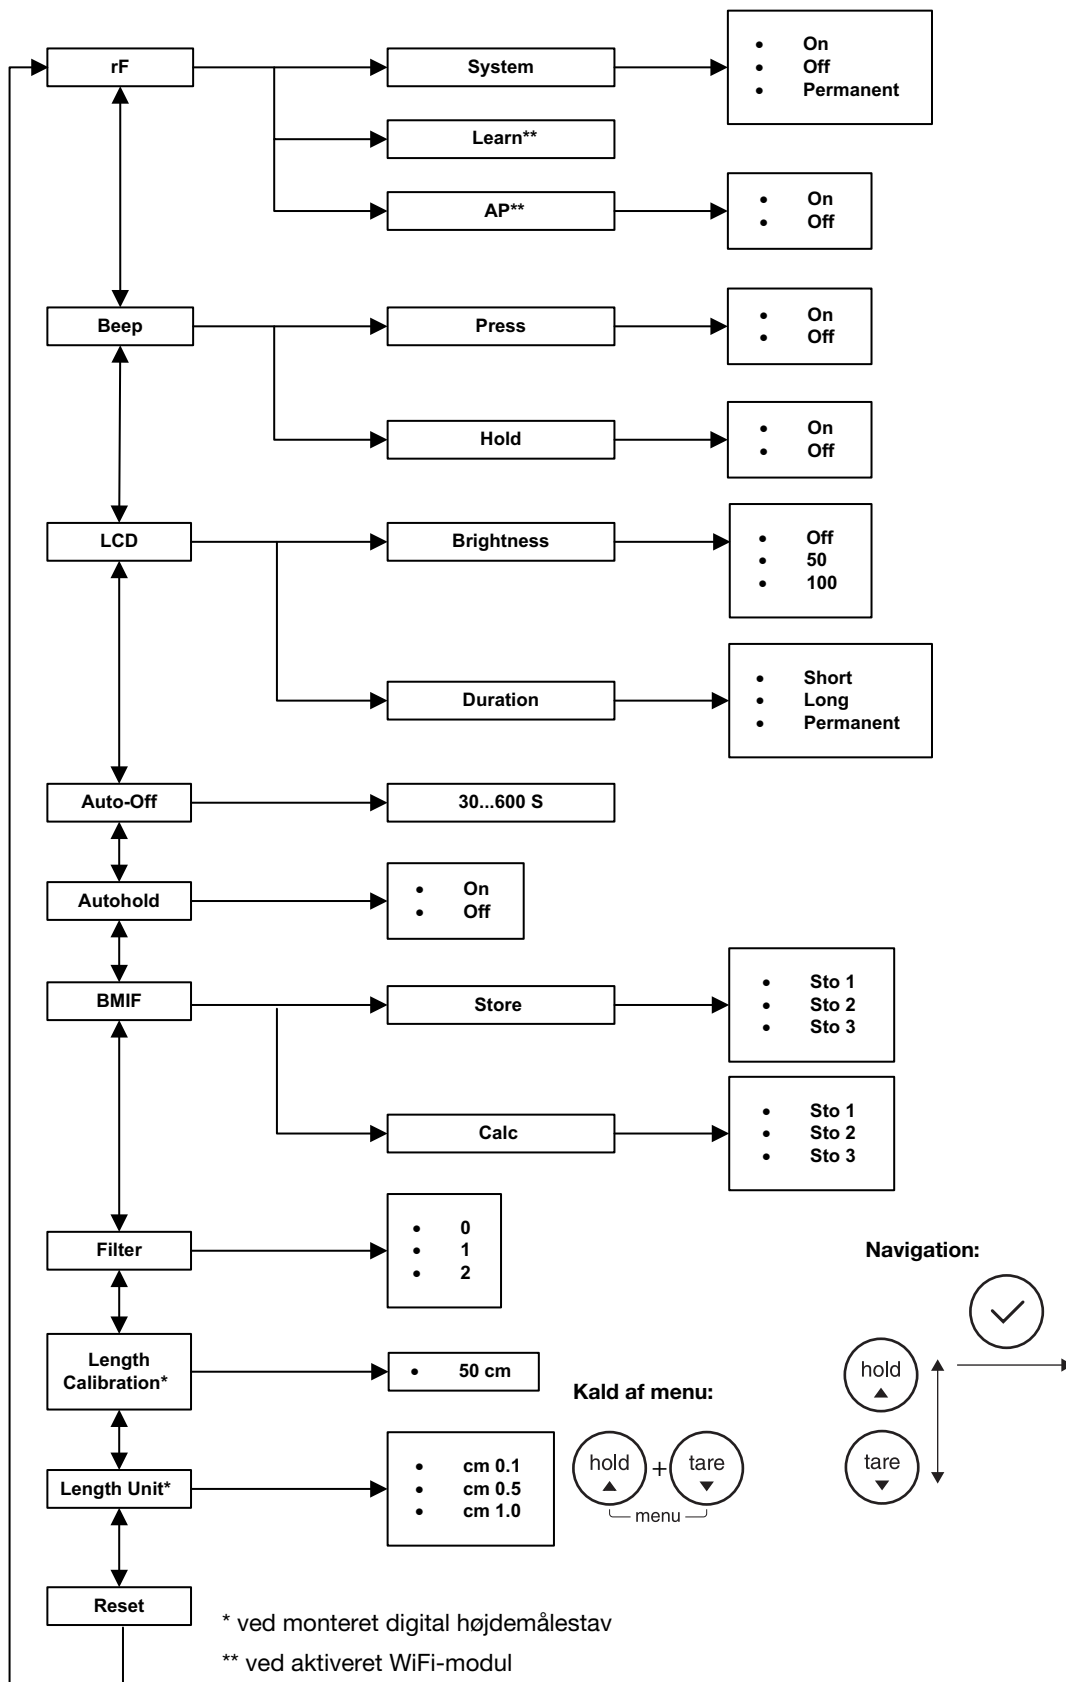 rF
System
• On
• Off
• Permanent
Learn**
AP**
• On
• Off
Beep
Press
• On
• Off
Hold
• On
• Off
LCD
Brightness
• Off
• 50
• 100
Duration
• Short
• Long
• Permanent
Auto-Off
30...600 S
Autohold
• On
• Off
BMIF
Store
• Sto 1
• Sto 2
• Sto 3
Calc
• Sto 1
• Sto 2
• Sto 3
Filter
• 0
• 1
• 2
Length
Calibration*
• 50 cm
Length Unit*
• cm 0.1
• cm 0.5
• cm 1.0
Reset
Kald af menu:
hold + tare
menu
Navigation:
hold
tare
* ved monteret digital højdemålestav
** ved aktiveret WiFi-modul